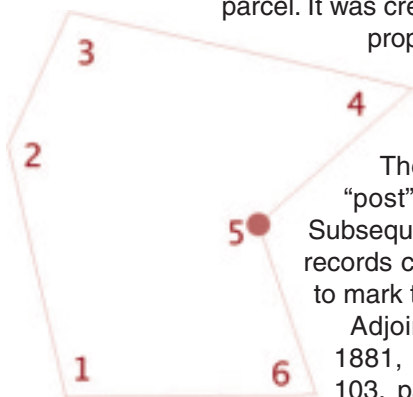 parcel. It was cre
prop
3
4
2
The
"post"
5
Subsequ
records c
to mark t
Adjoir
1
6
1881,
103, p